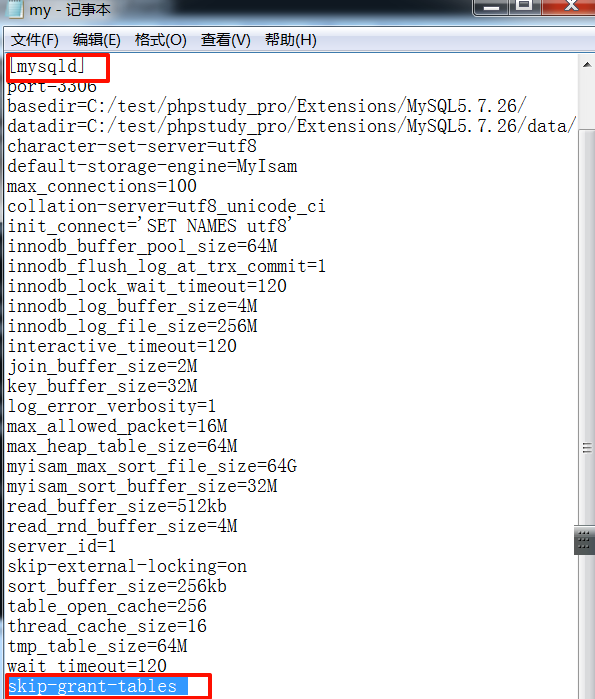 my - 记事本
文件(F) 编辑(E) 格式(O) 查看(V) 帮助(H)
[mysqld]
port=3306
basedir=C:/test/phpstudy_pro/Extensions/MySQL5.7.26/
datadir=C:/test/phpstudy_pro/Extensions/MySQL5.7.26/data/
character-set-server=utf8
default-storage-engine=MyIsam
max_connections=100
collation-server=utf8_unicode_ci
init_connect='SET NAMES utf8'
innodb_buffer_pool_size=64M
innodb_flush_log_at_trx_commit=1
innodb_lock_wait_timeout=120
innodb_log_buffer_size=4M
innodb_log_file_size=256M
interactive_timeout=120
join_buffer_size=2M
key_buffer_size=32M
log_error_verbosity=1
max_allowed_packet=16M
max_heap_table_size=64M
myisam_max_sort_file_size=64G
myisam_sort_buffer_size=32M
read_buffer_size=512kb
read_rnd_buffer_size=4M
server_id=1
skip-external-locking=on
sort_buffer_size=256kb
table_open_cache=256
thread_cache_size=16
tmp_table_size=64M
wait_timeout=120
skip-grant-tables